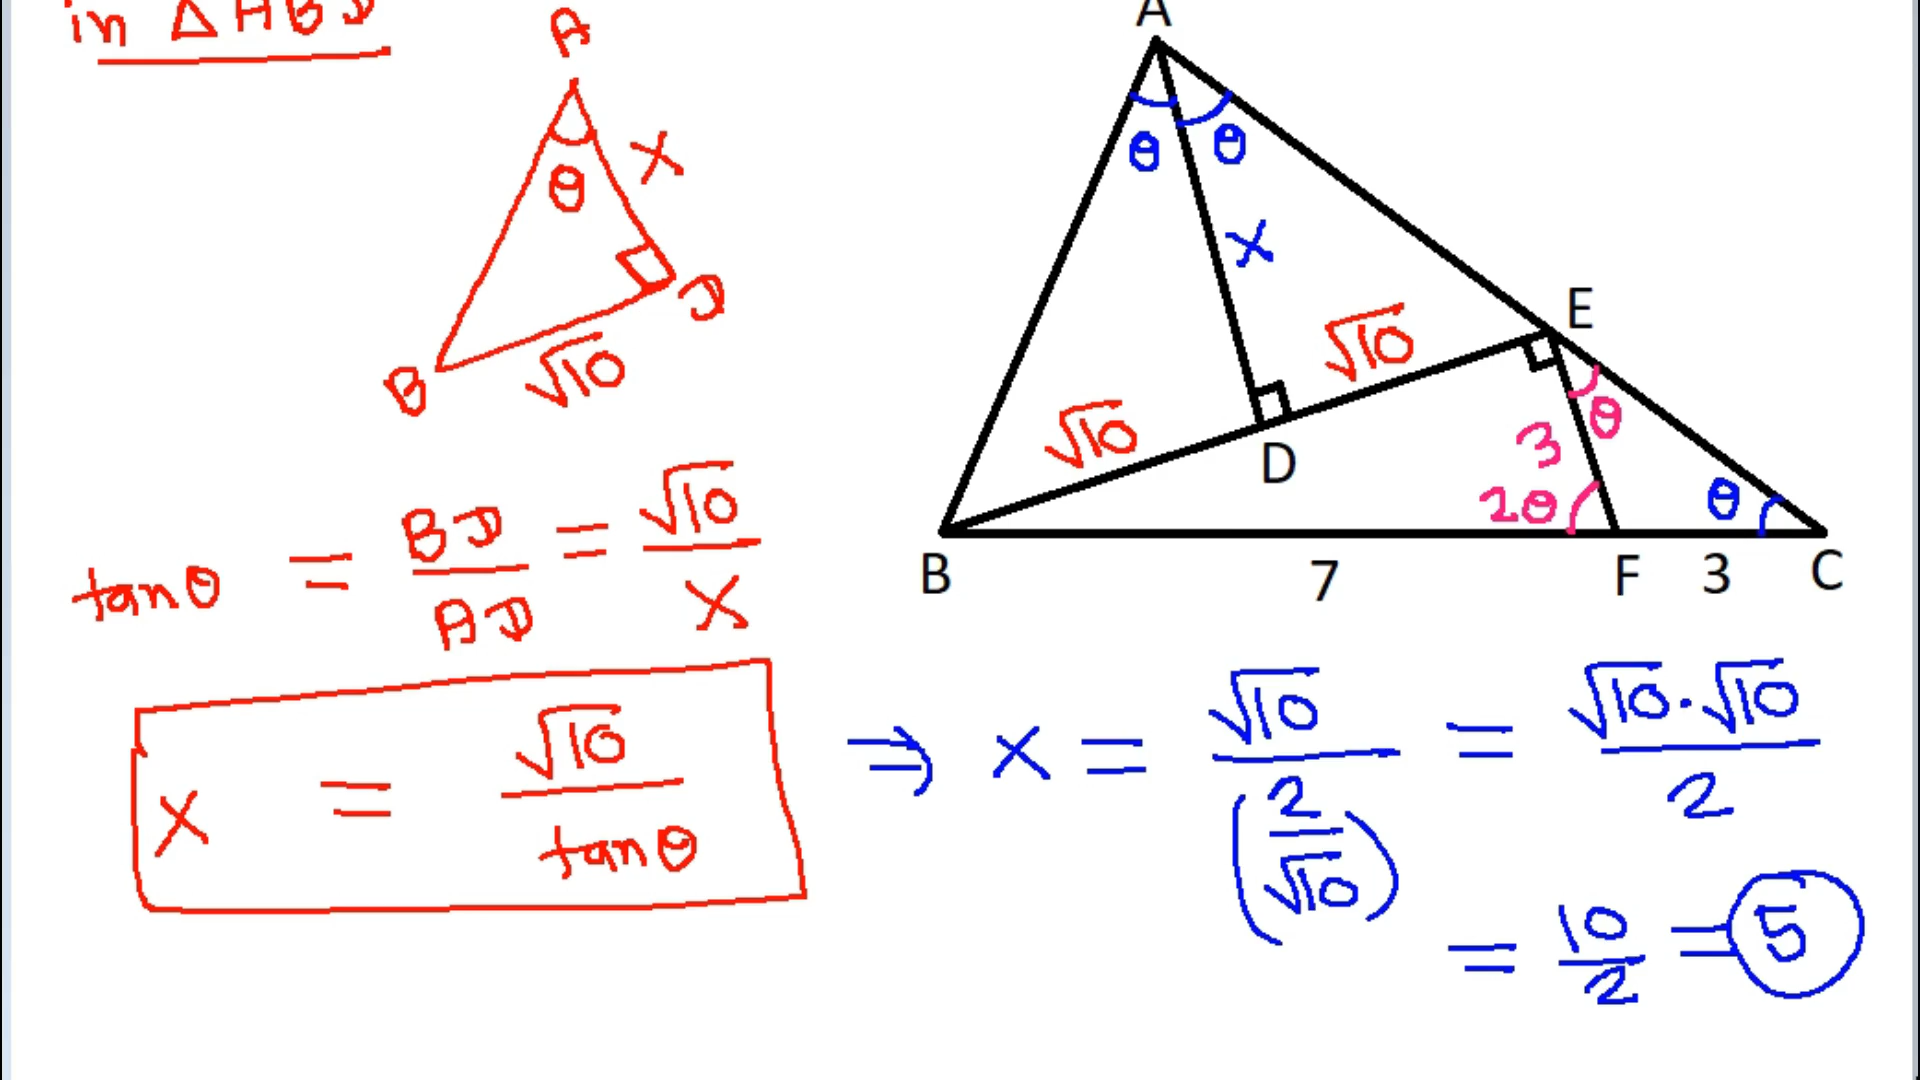 in △ABD
A
θ
x
D
B
√10
tanθ = BD/AD = √10/x
x = √10/tanθ
A
θ θ
x
E
√10
√10
D
3
θ
2θ
θ
B
7
F
3
C
⇒ x = √10/(2/√10) = √10·√10/2
= 10/2 = 5